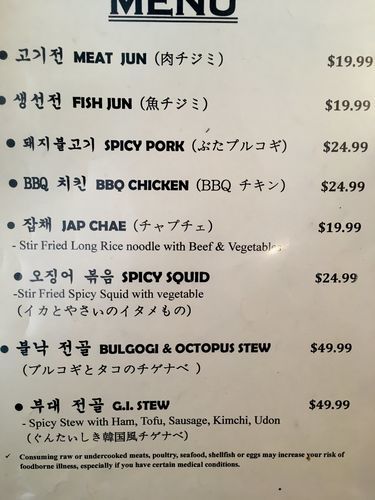 MENU
• 고기전 MEAT JUN (肉チジミ) $19.99
• 생선전 FISH JUN (魚チジミ) $19.99
• 돼지불고기 SPICY PORK (ぶたブルコギ) $24.99
• BBQ 치킨 BBQ CHICKEN (BBQ チキン) $24.99
• 잡채 JAP CHAE (チャプチェ) $19.99
- Stir Fried Long Rice noodle with Beef & Vegetables
• 오징어 볶음 SPICY SQUID $24.99
-Stir Fried Spicy Squid with vegetable
(イカとやさいのイタメもの)
• 불낙 전골 BULGOGI & OCTOPUS STEW $49.99
(ブルコギとタコのチゲナベ )
• 부대 전골 G.I. STEW $49.99
- Spicy Stew with Ham, Tofu, Sausage, Kimchi, Udon
(ぐんたいしき韓国風チゲナベ)
✓ Consuming raw or undercooked meats, poultry, seafood, shellfish or eggs may increase your risk of
foodborne illness, especially if you have certain medical conditions.